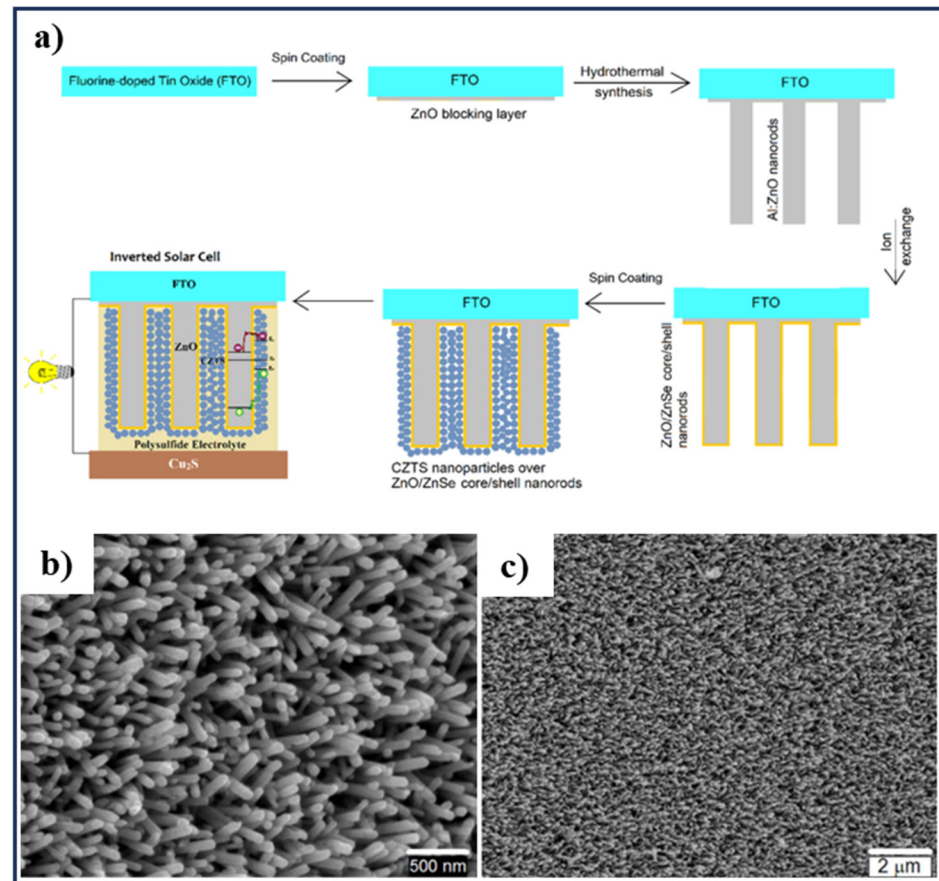 a)
Fluorine-doped Tin Oxide (FTO)
Spin Coating
FTO
ZnO blocking layer
Hydrothermal
synthesis
FTO
Al:ZnO nanorods
Ion
exchange
FTO
ZnO/ZnSe core/shell
nanorods
Spin Coating
FTO
CZTS nanoparticles over
ZnO/ZnSe core/shell nanorods
Inverted Solar Cell
FTO
ZnO
CZTS
Polysulfide Electrolyte
Cu₂S
b)
500 nm
c)
2 µm